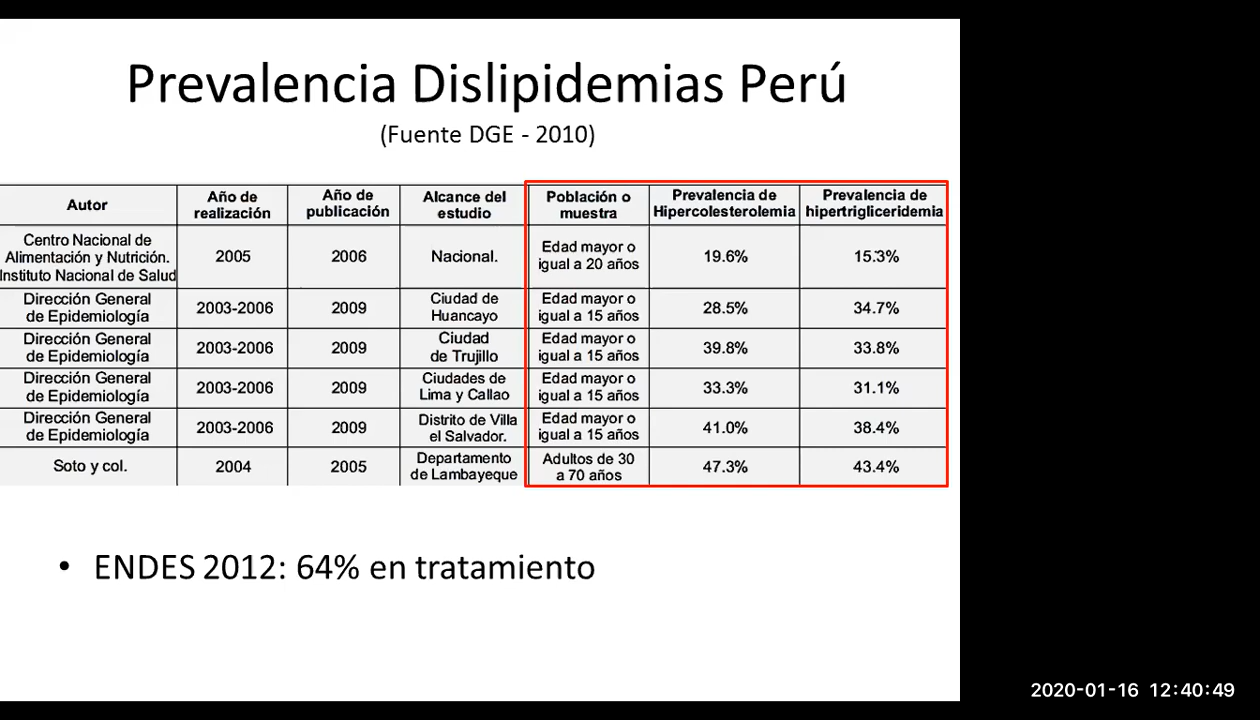 Prevalencia Dislipidemias Perú
(Fuente DGE - 2010)
Autor | Año de realización | Año de publicación | Alcance del estudio | Población o muestra | Prevalencia de Hipercolesterolemia | Prevalencia de hipertrigliceridemia
Centro Nacional de Alimentación y Nutrición. Instituto Nacional de Salud | 2005 | 2006 | Nacional. | Edad mayor o igual a 20 años | 19.6% | 15.3%
Dirección General de Epidemiología | 2003-2006 | 2009 | Ciudad de Huancayo | Edad mayor o igual a 15 años | 28.5% | 34.7%
Dirección General de Epidemiología | 2003-2006 | 2009 | Ciudad de Trujillo | Edad mayor o igual a 15 años | 39.8% | 33.8%
Dirección General de Epidemiología | 2003-2006 | 2009 | Ciudades de Lima y Callao | Edad mayor o igual a 15 años | 33.3% | 31.1%
Dirección General de Epidemiología | 2003-2006 | 2009 | Distrito de Villa el Salvador. | Edad mayor o igual a 15 años | 41.0% | 38.4%
Soto y col. | 2004 | 2005 | Departamento de Lambayeque | Adultos de 30 a 70 años | 47.3% | 43.4%
• ENDES 2012: 64% en tratamiento
2020-01-16 12:40:49